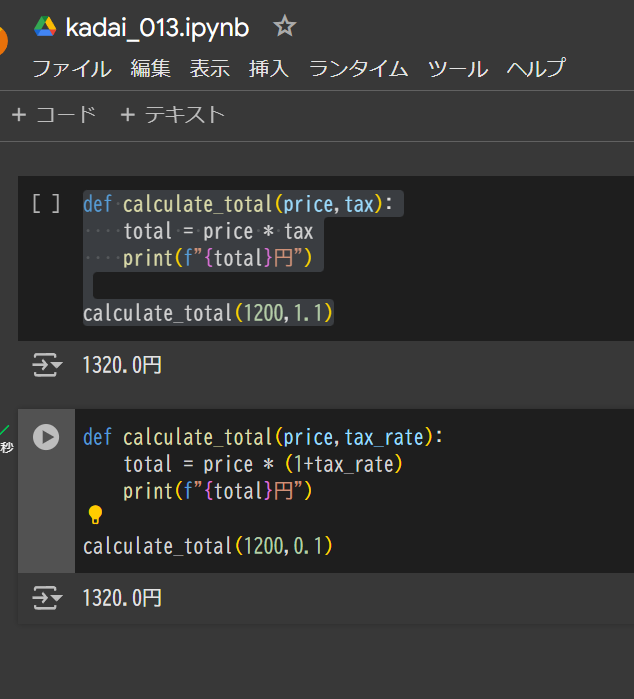 kadai_013.ipynb
ファイル 編集 表示 挿入 ランタイム ツール ヘルプ
+ コード + テキスト
[ ] def calculate_total(price,tax):
total = price * tax
print(f"{total}円")
calculate_total(1200,1.1)
1320.0円
秒
def calculate_total(price,tax_rate):
total = price * (1+tax_rate)
print(f"{total}円")
calculate_total(1200,0.1)
1320.0円